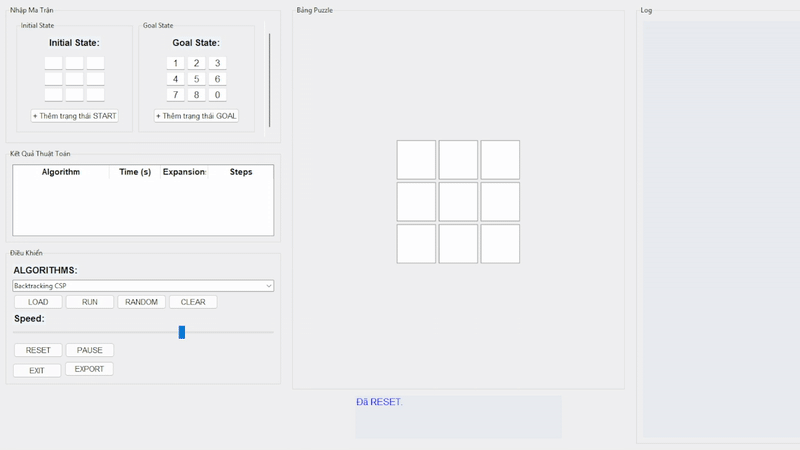 Nhập Ma Trận
Initial State
Initial State:
+ Thêm trạng thái START
Goal State
Goal State:
1 2 3
4 5 6
7 8 0
+ Thêm trạng thái GOAL
Kết Quả Thuật Toán
Algorithm Time (s) Expansion: Steps
Điều Khiển
ALGORITHMS:
Backtracking CSP
LOAD RUN RANDOM CLEAR
Speed:
RESET PAUSE
EXIT EXPORT
Bảng Puzzle
Đã RESET.
Log